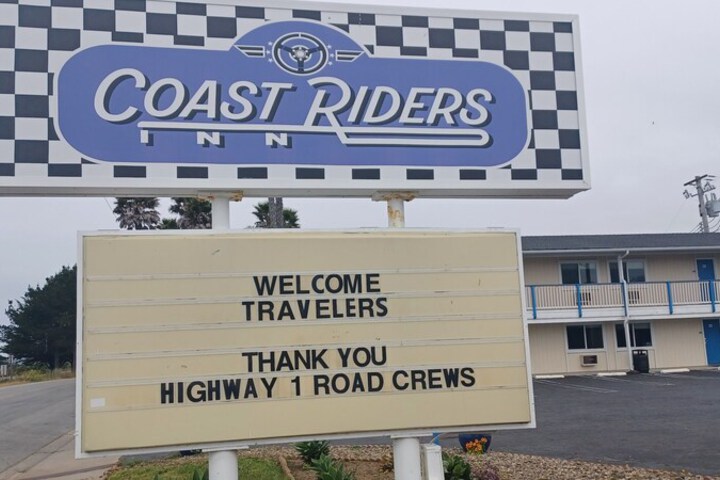 COAST RIDERS
INN
WELCOME
TRAVELERS
THANK YOU
HIGHWAY 1 ROAD CREWS